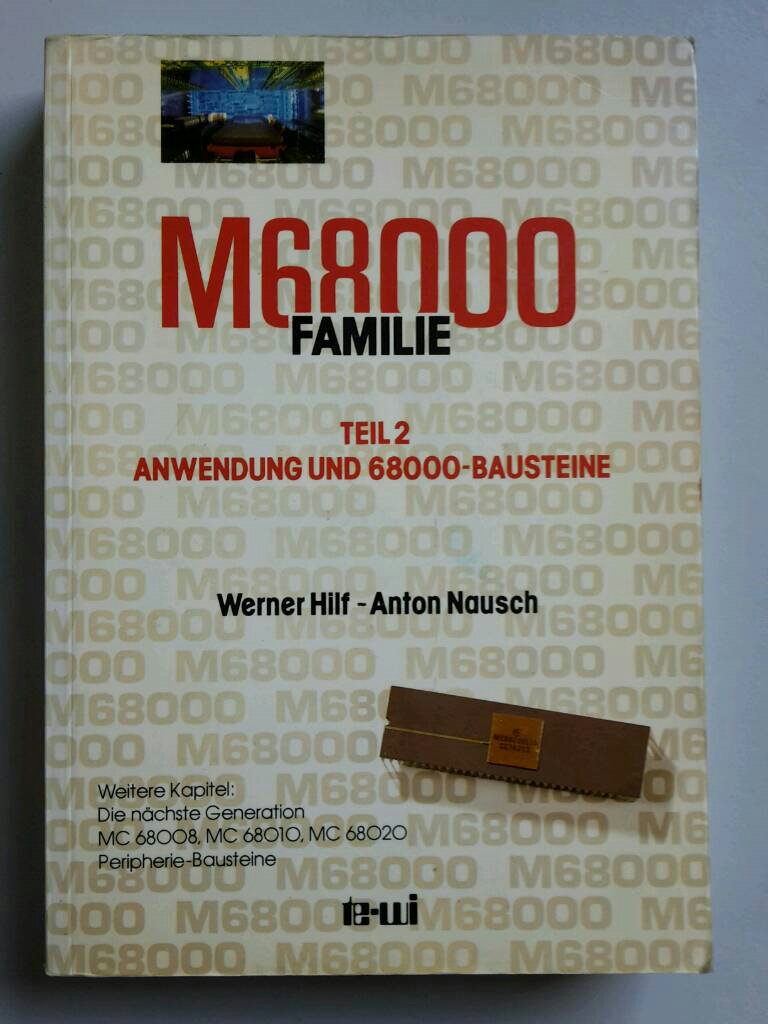 M68000
FAMILIE
TEIL 2
ANWENDUNG UND 68000-BAUSTEINE
Werner Hilf - Anton Nausch
Weitere Kapitel:
Die nächste Generation
MC 68008, MC 68010, MC 68020
Peripherie-Bausteine
te-wi